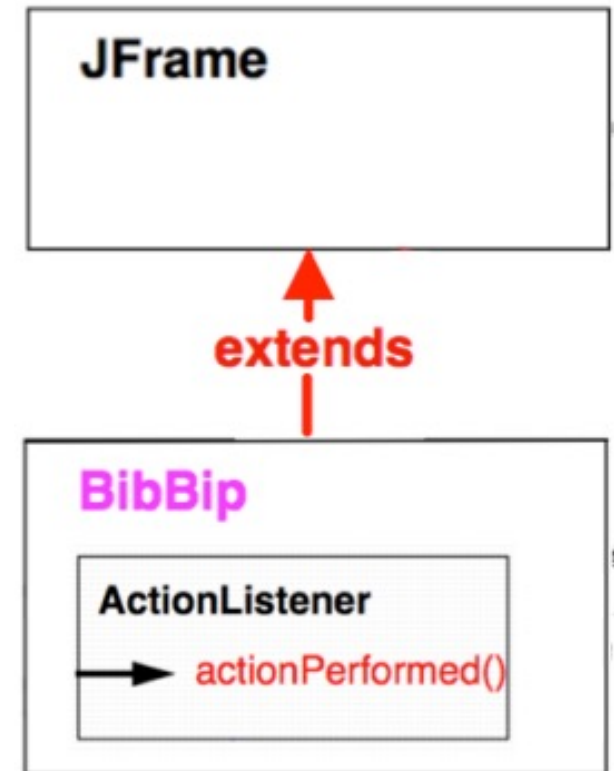 JFrame
extends
BibBip
ActionListener
actionPerformed()